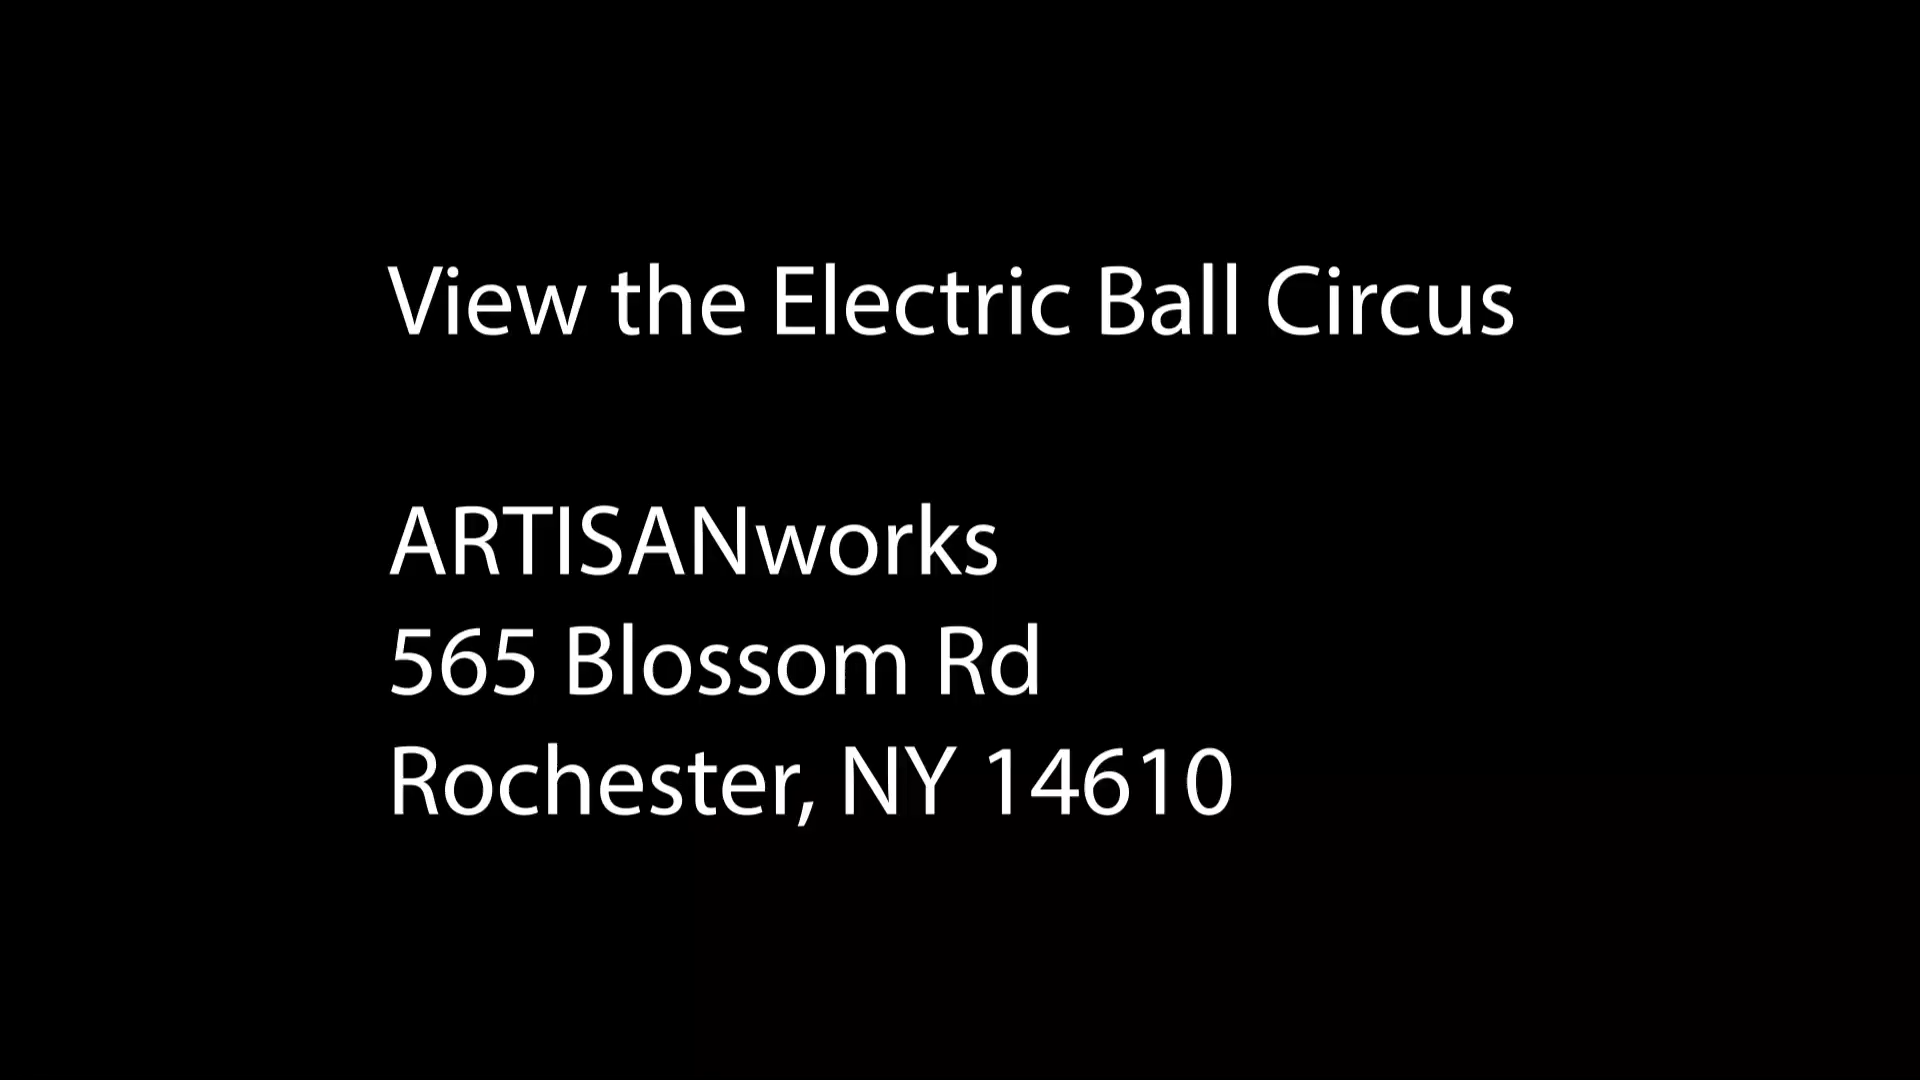 View the Electric Ball Circus
ARTISANworks
565 Blossom Rd
Rochester, NY 14610